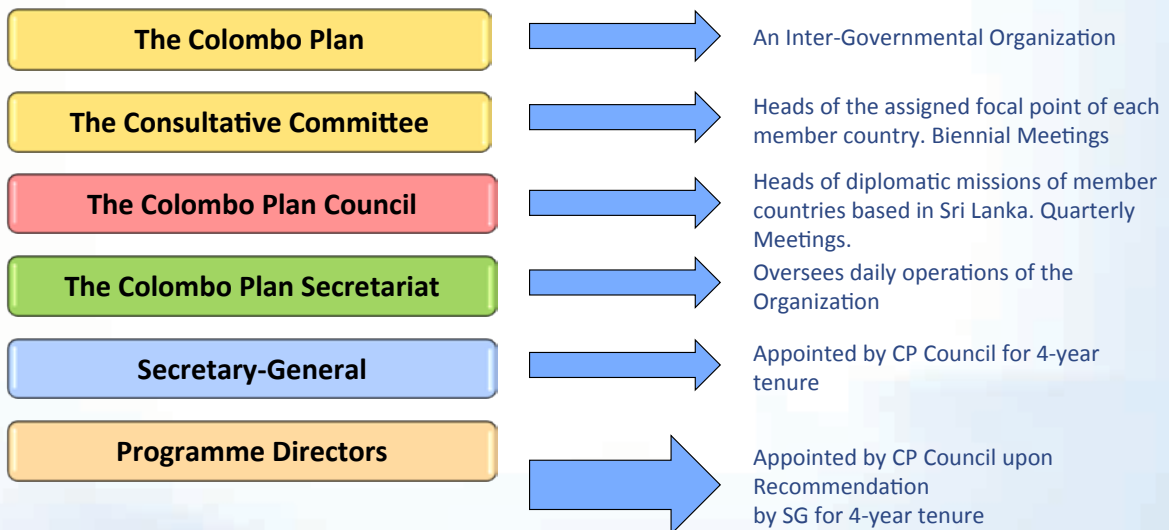 The Colombo Plan
An Inter-Governmental Organization
The Consultative Committee
Heads of the assigned focal point of each
member country. Biennial Meetings
The Colombo Plan Council
Heads of diplomatic missions of member
countries based in Sri Lanka. Quarterly
Meetings.
The Colombo Plan Secretariat
Oversees daily operations of the
Organization
Secretary-General
Appointed by CP Council for 4-year
tenure
Programme Directors
Appointed by CP Council upon
Recommendation
by SG for 4-year tenure